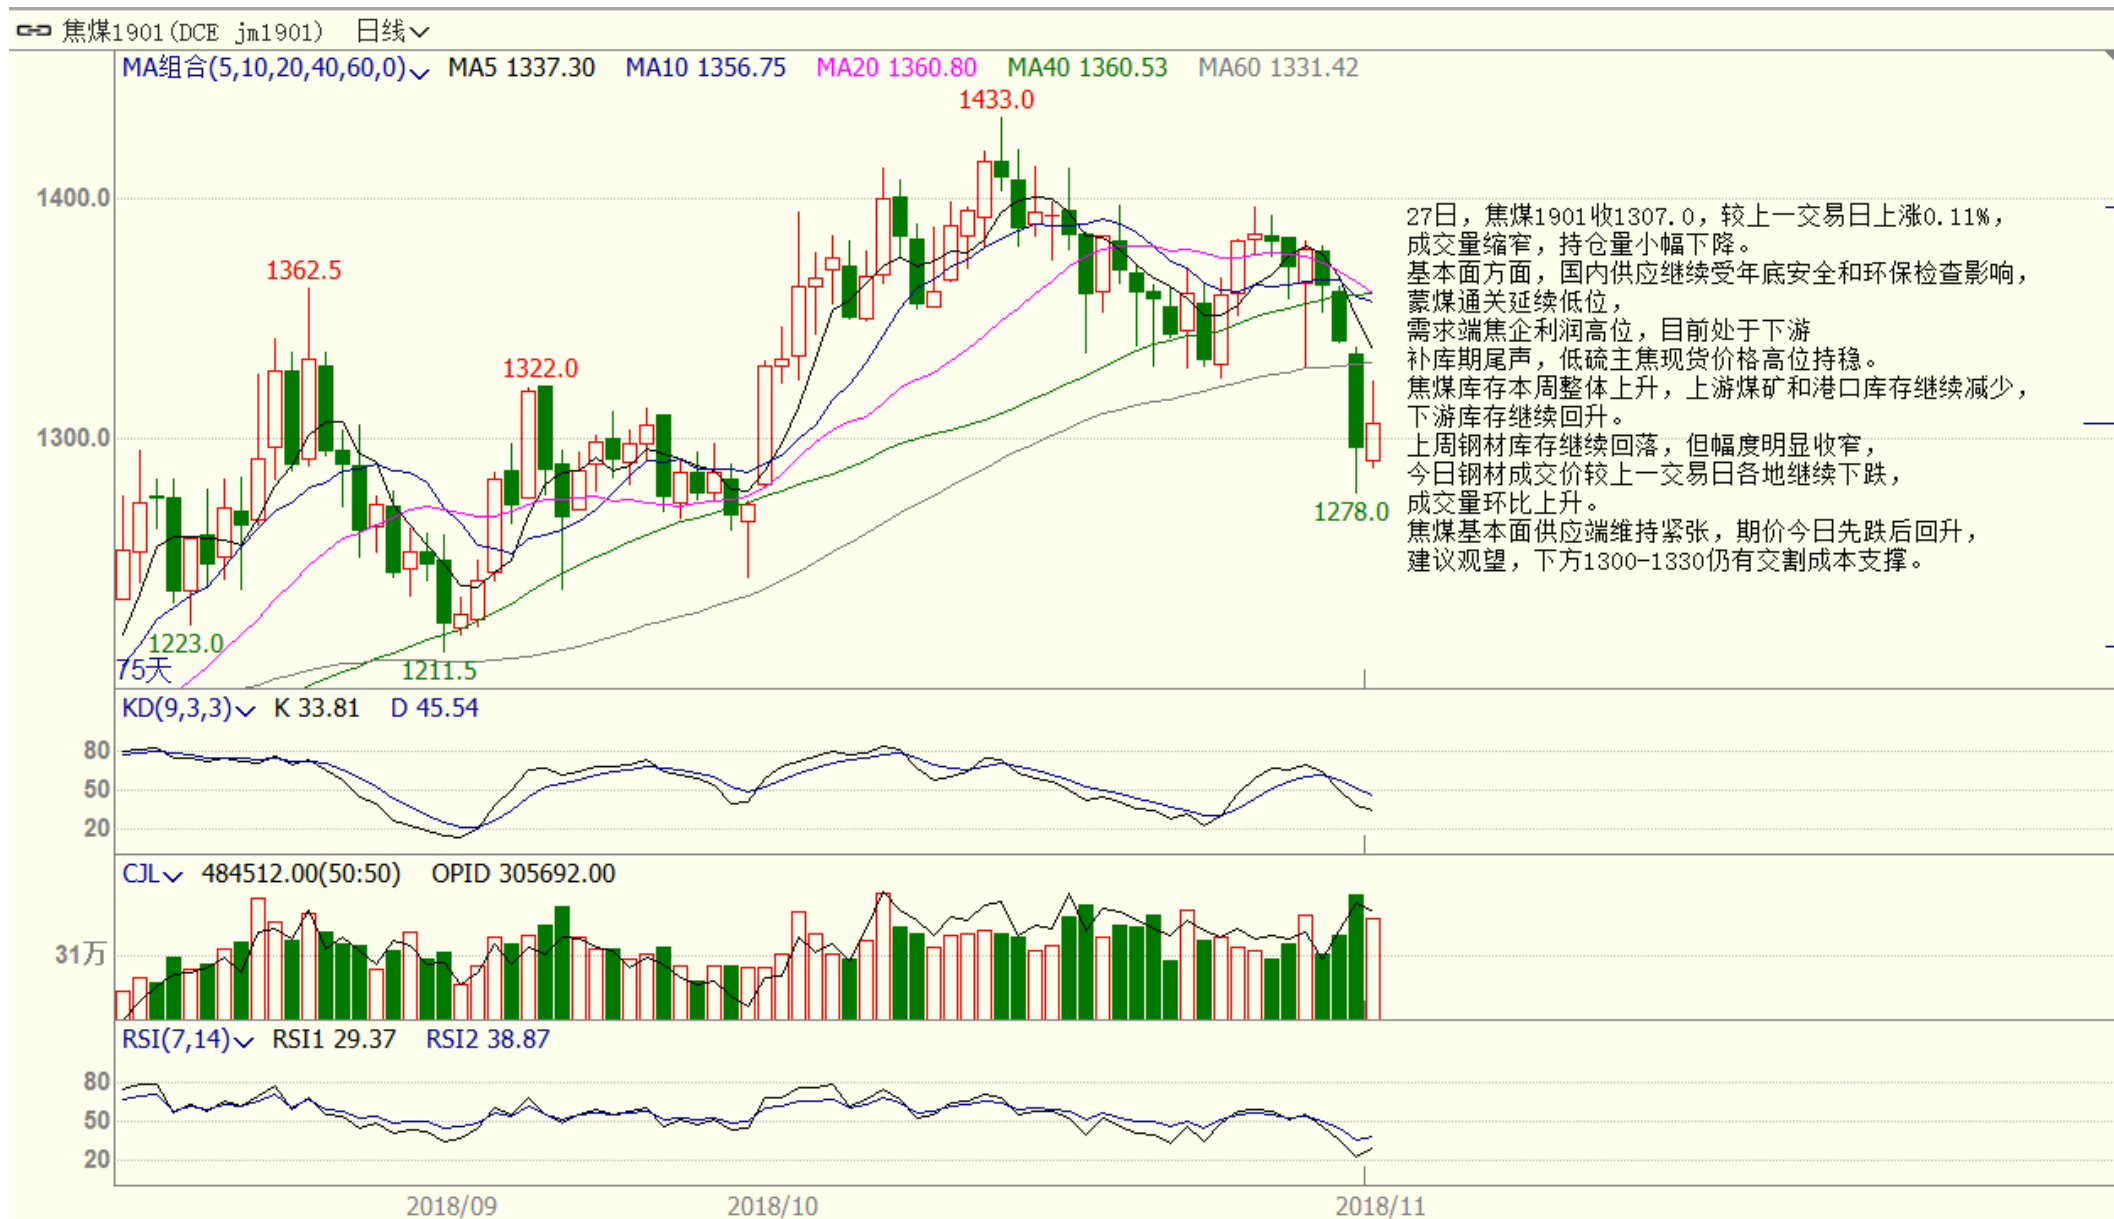 焦煤1901(DCE jm1901) 日线
MA组合(5,10,20,40,60,0) MA5 1337.30 MA10 1356.75 MA20 1360.80 MA40 1360.53 MA60 1331.42
1433.0
1400.0
1362.5
1322.0
1300.0
1278.0
1223.0
1211.5
75天
27日，焦煤1901收1307.0，较上一交易日上涨0.11%，
成交量缩窄，持仓量小幅下降。
基本面方面，国内供应继续受年底安全和环保检查影响，
蒙煤通关延续低位，
需求端焦企利润高位，目前处于下游
补库期尾声，低硫主焦现货价格高位持稳。
焦煤库存本周整体上升，上游煤矿和港口库存继续减少，
下游库存继续回升。
上周钢材库存继续回落，但幅度明显收窄，
今日钢材成交价较上一交易日各地继续下跌，
成交量环比上升。
焦煤基本面供应端维持紧张，期价今日先跌后回升，
建议观望，下方1300-1330仍有交割成本支撑。
KD(9,3,3) K 33.81 D 45.54
80
50
20
CJL 484512.00(50:50) OPID 305692.00
31万
RSI(7,14) RSI1 29.37 RSI2 38.87
80
50
20
2018/09 2018/10 2018/11